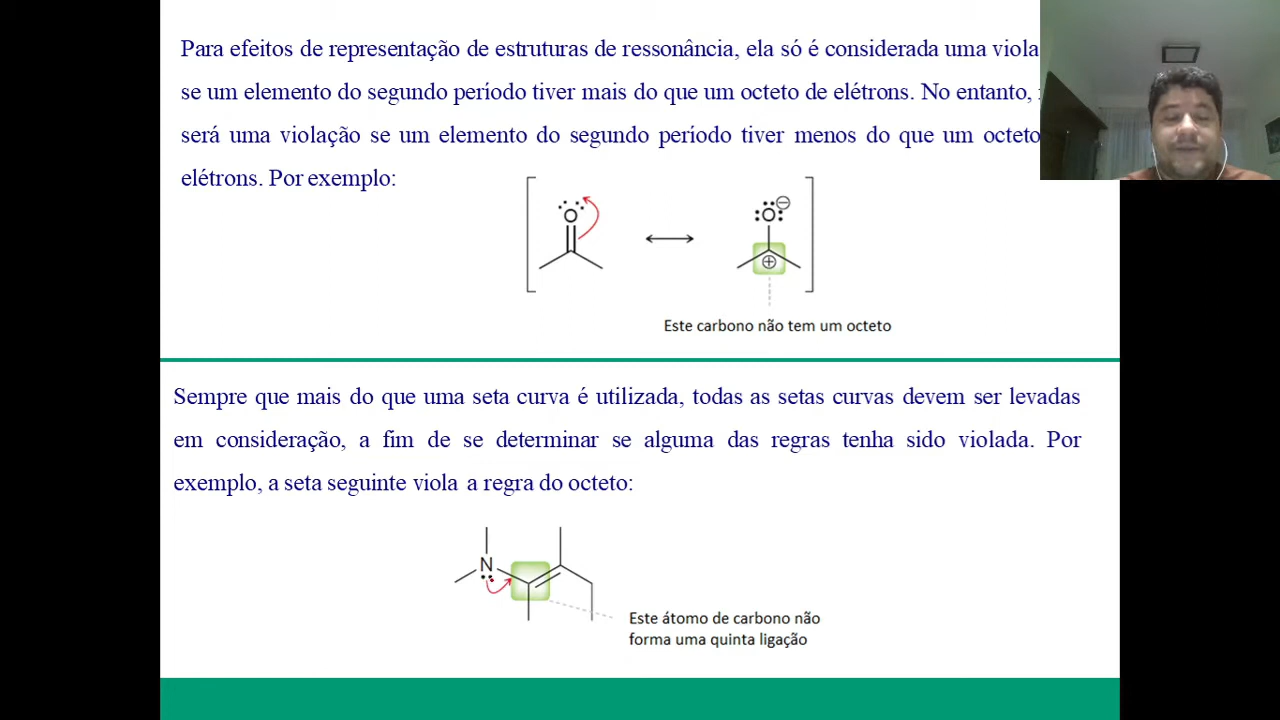 Para efeitos de representação de estruturas de ressonância, ela só é considerada uma
se um elemento do segundo período tiver mais do que um octeto de elétrons. No entanto,
será uma violação se um elemento do segundo período tiver menos do que um octeto
elétrons. Por exemplo:
O
O
Este carbono não tem um octeto
Sempre que mais do que uma seta curva é utilizada, todas as setas curvas devem ser levadas
em consideração, a fim de se determinar se alguma das regras tenha sido violada. Por
exemplo, a seta seguinte viola a regra do octeto:
N
Este átomo de carbono não
forma uma quinta ligação